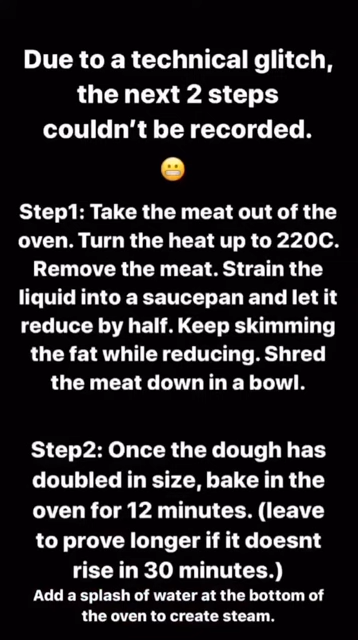 Due to a technical glitch,
the next 2 steps
couldn’t be recorded.
😬
Step1: Take the meat out of the
oven. Turn the heat up to 220C.
Remove the meat. Strain the
liquid into a saucepan and let it
reduce by half. Keep skimming
the fat while reducing. Shred
the meat down in a bowl.
Step2: Once the dough has
doubled in size, bake in the
oven for 12 minutes. (leave
to prove longer if it doesnt
rise in 30 minutes.)
Add a splash of water at the bottom of
the oven to create steam.